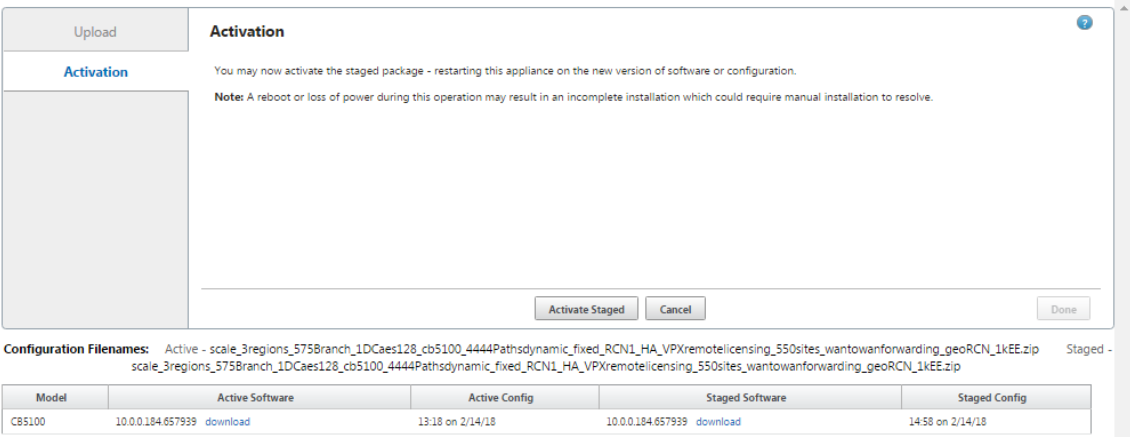 Upload
Activation
Activation
?
You may now activate the staged package - restarting this appliance on the new version of software or configuration.
Note: A reboot or loss of power during this operation may result in an incomplete installation which could require manual installation to resolve.
Activate Staged
Cancel
Done
Configuration Filenames: Active - scale_3regions_575Branch_1DCaes128_cb5100_4444Pathsdynamic_fixed_RCN1_HA_VPXremotelicensing_550sites_wantowanforwarding_geoRCN_1kEE.zip Staged -
scale_3regions_575Branch_1DCaes128_cb5100_4444Pathsdynamic_fixed_RCN1_HA_VPXremotelicensing_550sites_wantowanforwarding_geoRCN_1kEE.zip
Model Active Software Active Config Staged Software Staged Config
CB5100 10.0.0.184.657939 download 13:18 on 2/14/18 10.0.0.184.657939 download 14:58 on 2/14/18